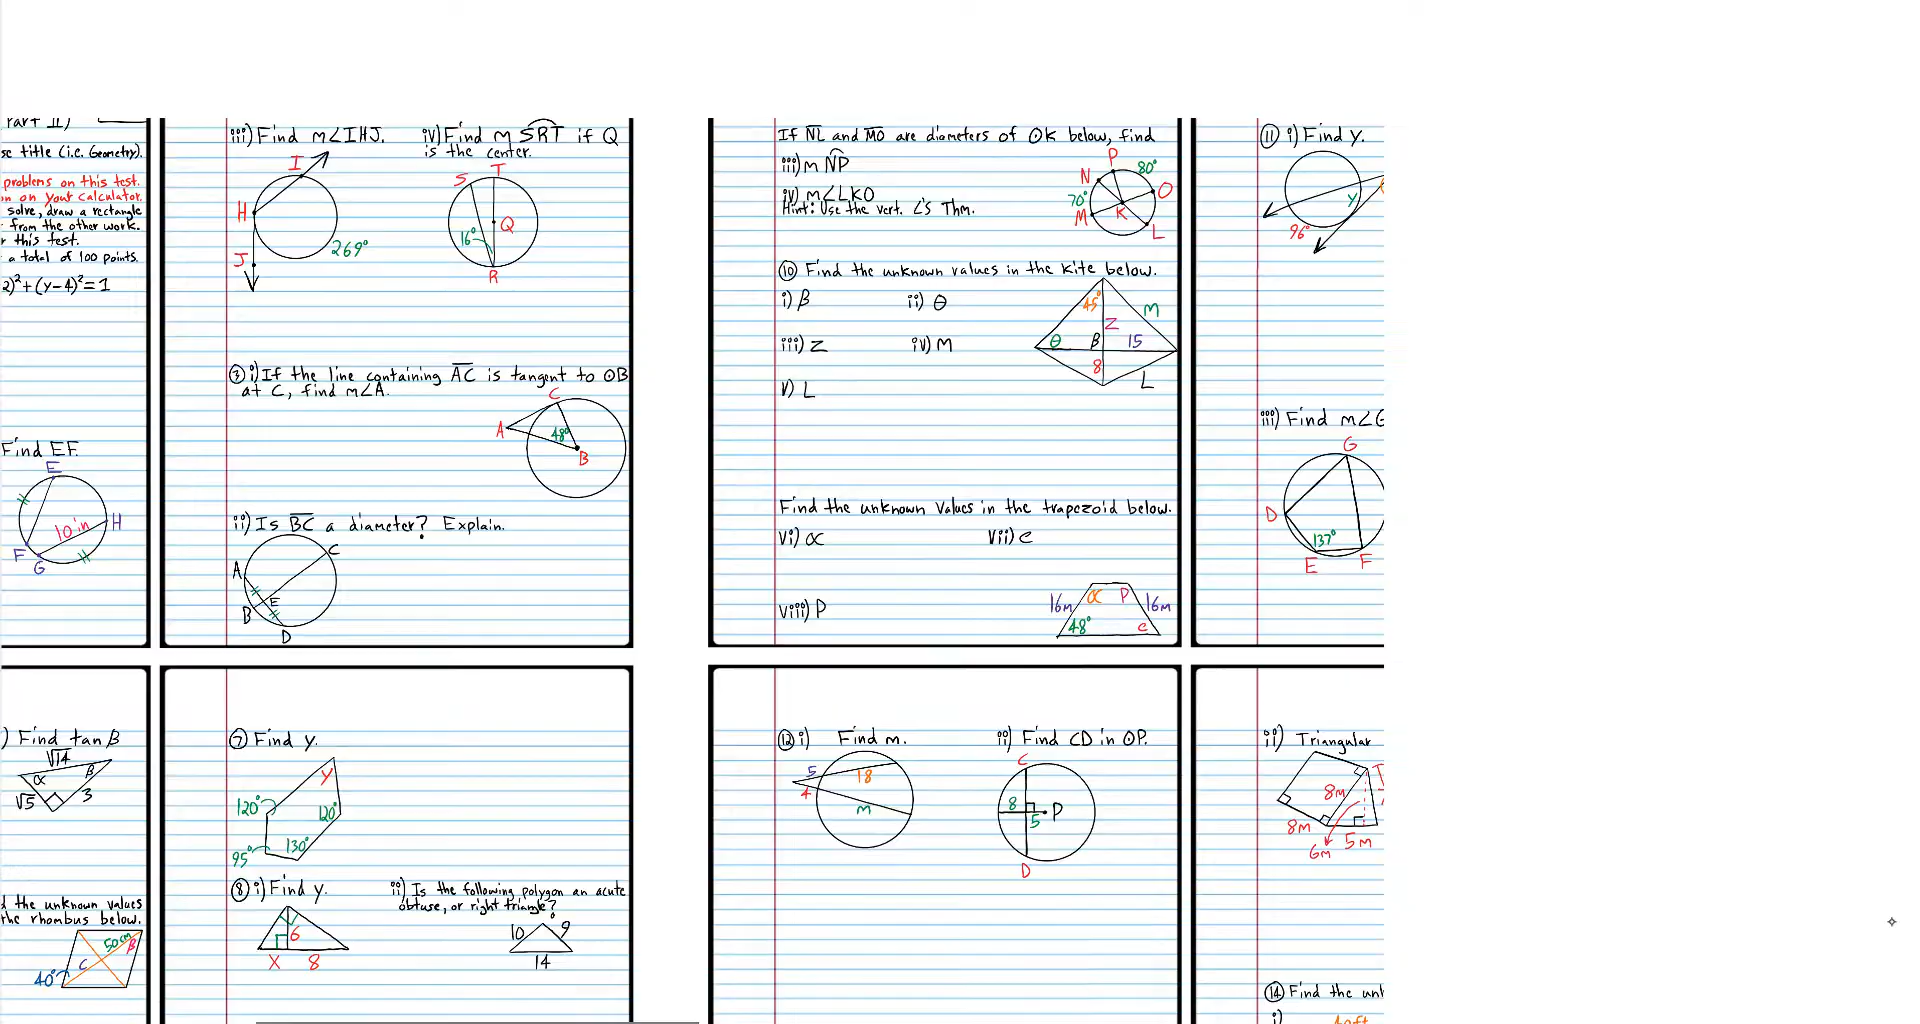 Part II)
se title (i.e. Geometry).
problems on this test.
on your calculator.
solve, draw a rectangle
from the other work.
r this test.
a total of 100 points.
2)²+(y-4)²=1
Find EF.
E
10in
H
F
G
iii) Find m∠IHJ.
I
H
J
269°
iv) Find m SRT if Q
is the center.
S
T
Q
16°
R
③ i) If the line containing AC is tangent to ⊙B
at C, find m∠A.
C
A
48°
B
ii) Is BC a diameter? Explain.
C
A
E
B
D
If NL and MO are diameters of ⊙K below, find
iii) m NP
iv) m∠LKO
Hint: Use the vert. ∠'s Thm.
P
80°
N
O
70°
M
K
L
⑩ Find the unknown values in the kite below.
i) β
ii) θ
iii) z
iv) M
v) L
45°
M
Z
θ
β
15
8
L
Find the unknown values in the trapezoid below.
vi) α
vii) e
viii) P
16m
α
P
16m
48°
e
⑪ i) Find y.
y
96°
iii) Find m∠
G
D
137°
E
F
) Find tan β
√14
α
β
√5
3
d the unknown values
the rhombus below.
50cm
β
C
40°
⑦ Find y.
y
120°
120°
130°
95°
⑧ i) Find y.
y
6
X
8
ii) Is the following polygon an acute
obtuse, or right triangle?
10
9
14
⑫ i) Find m.
5
18
4
m
ii) Find CD in ⊙P.
C
8
P
5
D
ii) Triangular
8m
8m
5m
6m
⑭ Find the un
i)